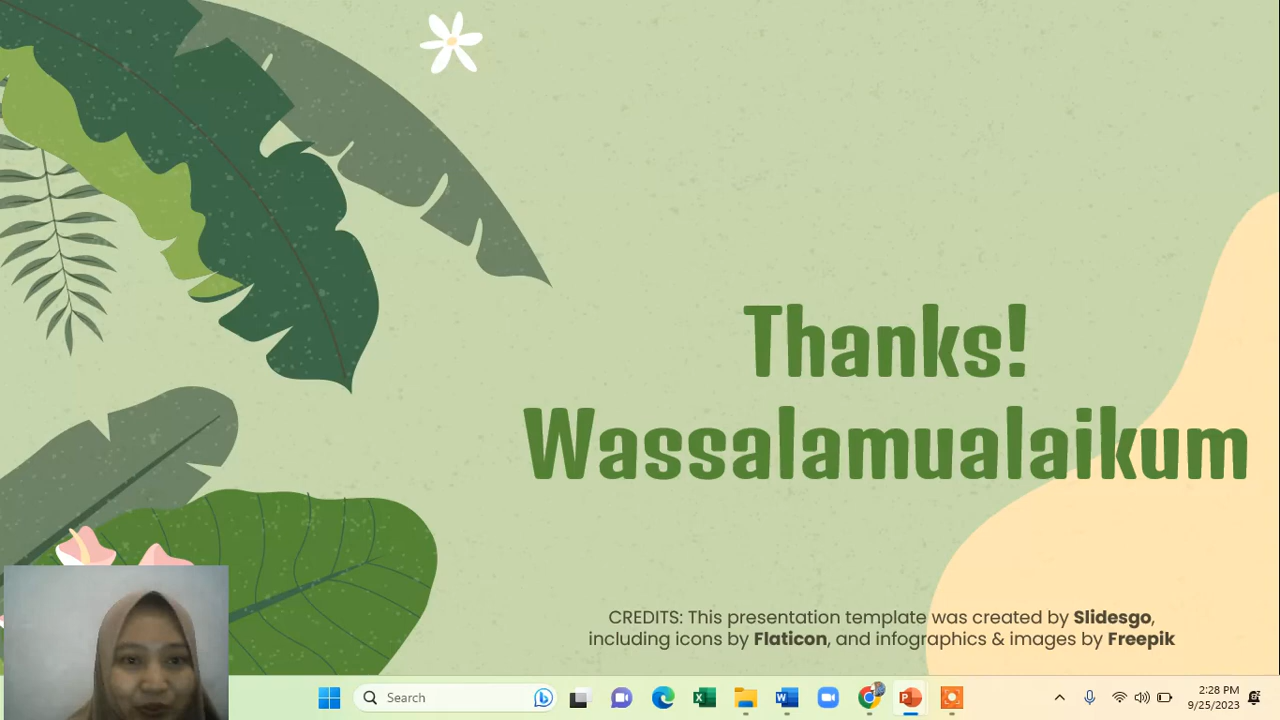 Thanks!
Wassalamualaikum
CREDITS: This presentation template was created by Slidesgo,
including icons by Flaticon, and infographics & images by Freepik
Search
2:28 PM
9/25/2023